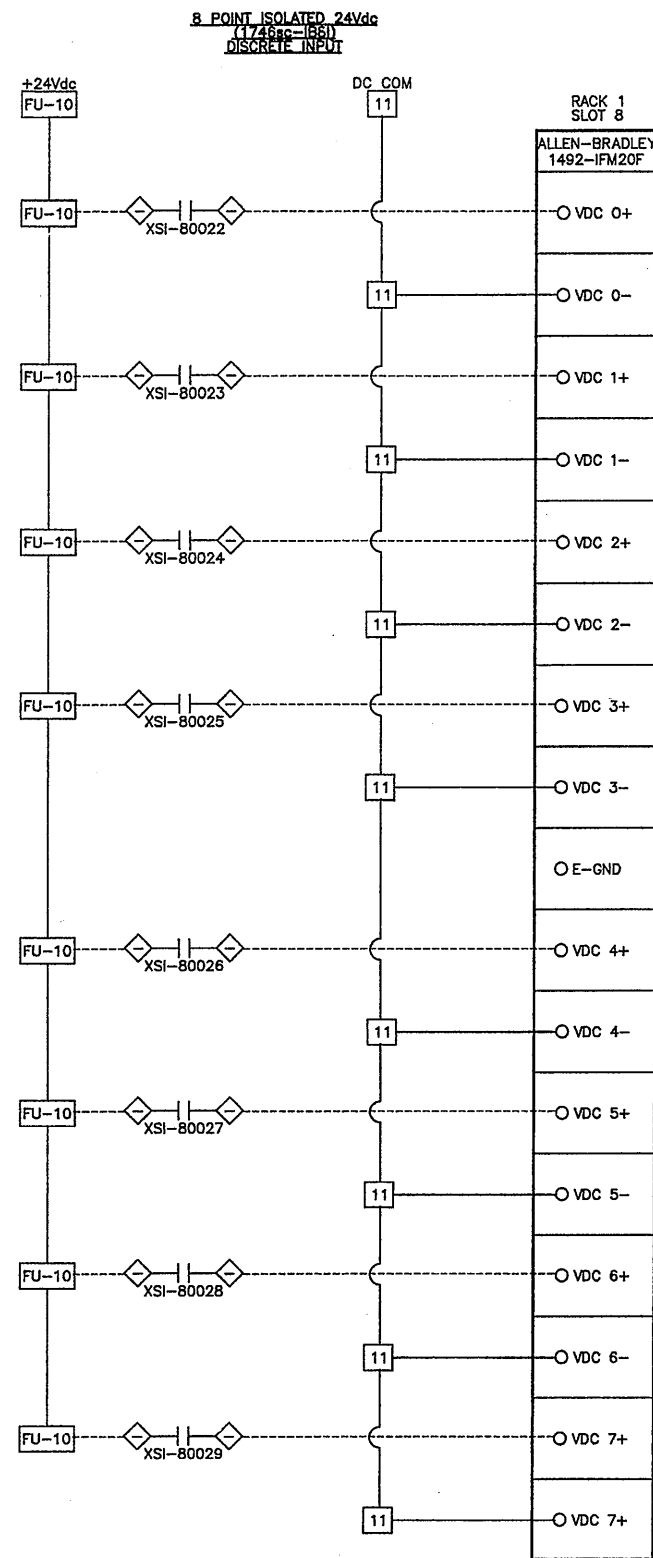 8 POINT ISOLATED 24Vdc
(1746sc-IB8I)
DISCRETE INPUT
+24Vdc
FU-10
DC COM
11
RACK 1
SLOT 8
ALLEN-BRADLEY
1492-IFM20F
FU-10
XSI-80022
VDC 0+
11
VDC 0-
FU-10
XSI-80023
VDC 1+
11
VDC 1-
FU-10
XSI-80024
VDC 2+
11
VDC 2-
FU-10
XSI-80025
VDC 3+
11
VDC 3-
E-GND
FU-10
XSI-80026
VDC 4+
11
VDC 4-
FU-10
XSI-80027
VDC 5+
11
VDC 5-
FU-10
XSI-80028
VDC 6+
11
VDC 6-
FU-10
XSI-80029
VDC 7+
11
VDC 7+